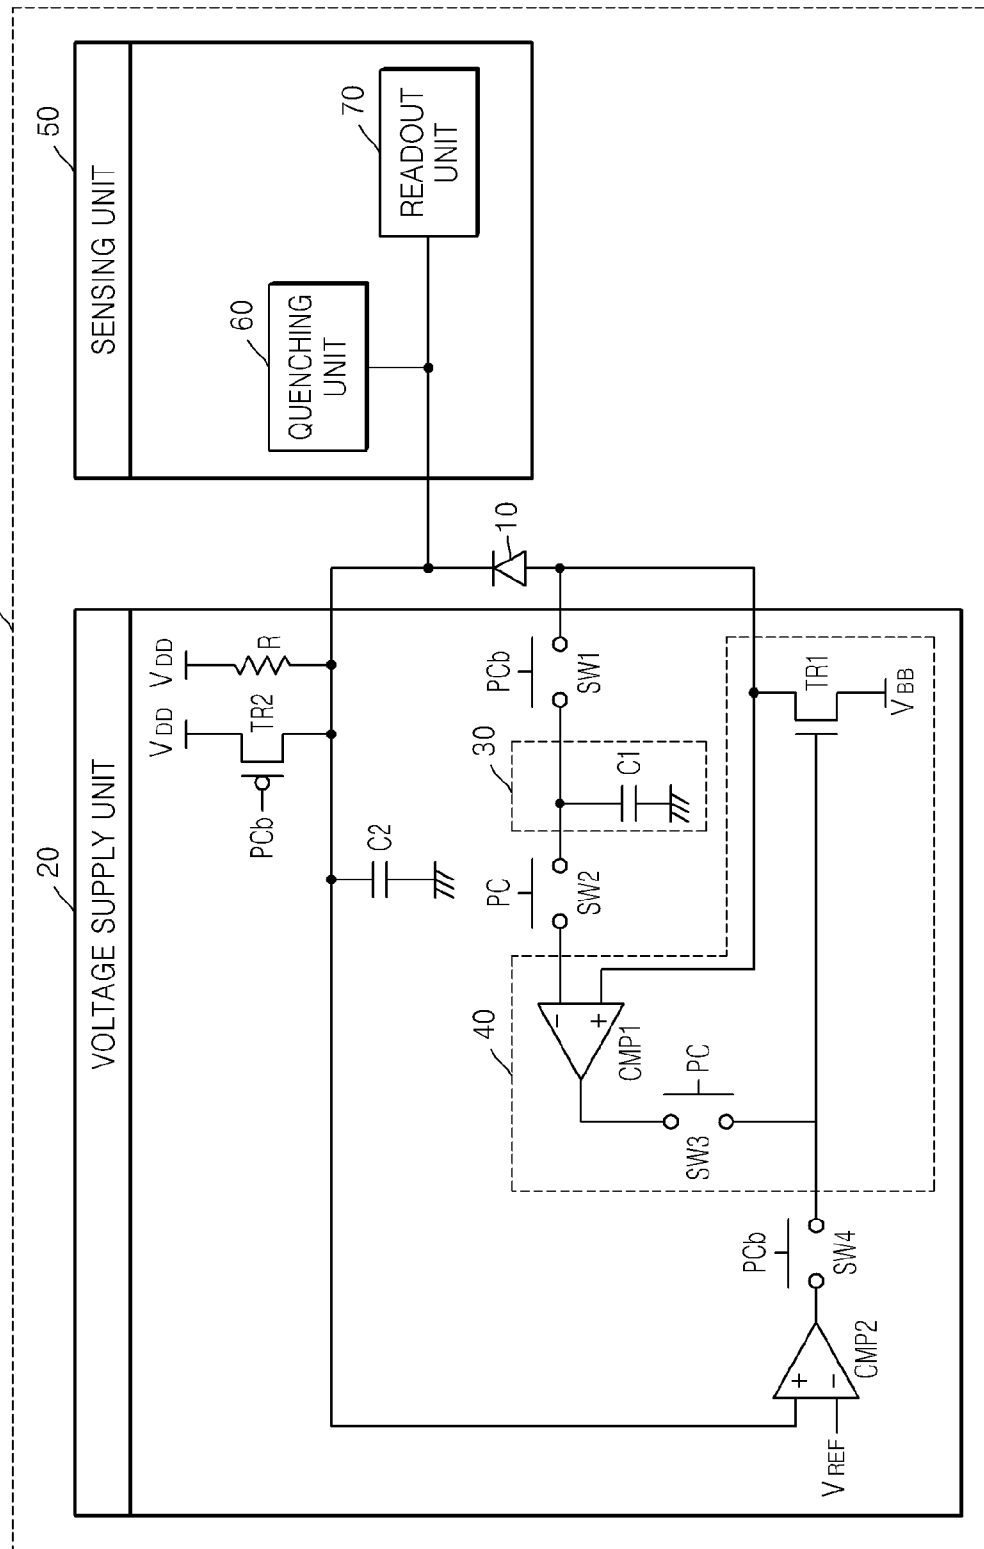 50
SENSING UNIT
60
QUENCHING
UNIT
70
READOUT
UNIT
10
20
VOLTAGE SUPPLY UNIT
VDD
VDD
R
TR2
PCb
C2
PCb
SW1
30
C1
PC
SW2
40
-
+
CMP1
PC
SW3
TR1
VBB
PCb
SW4
+
-
CMP2
VREF